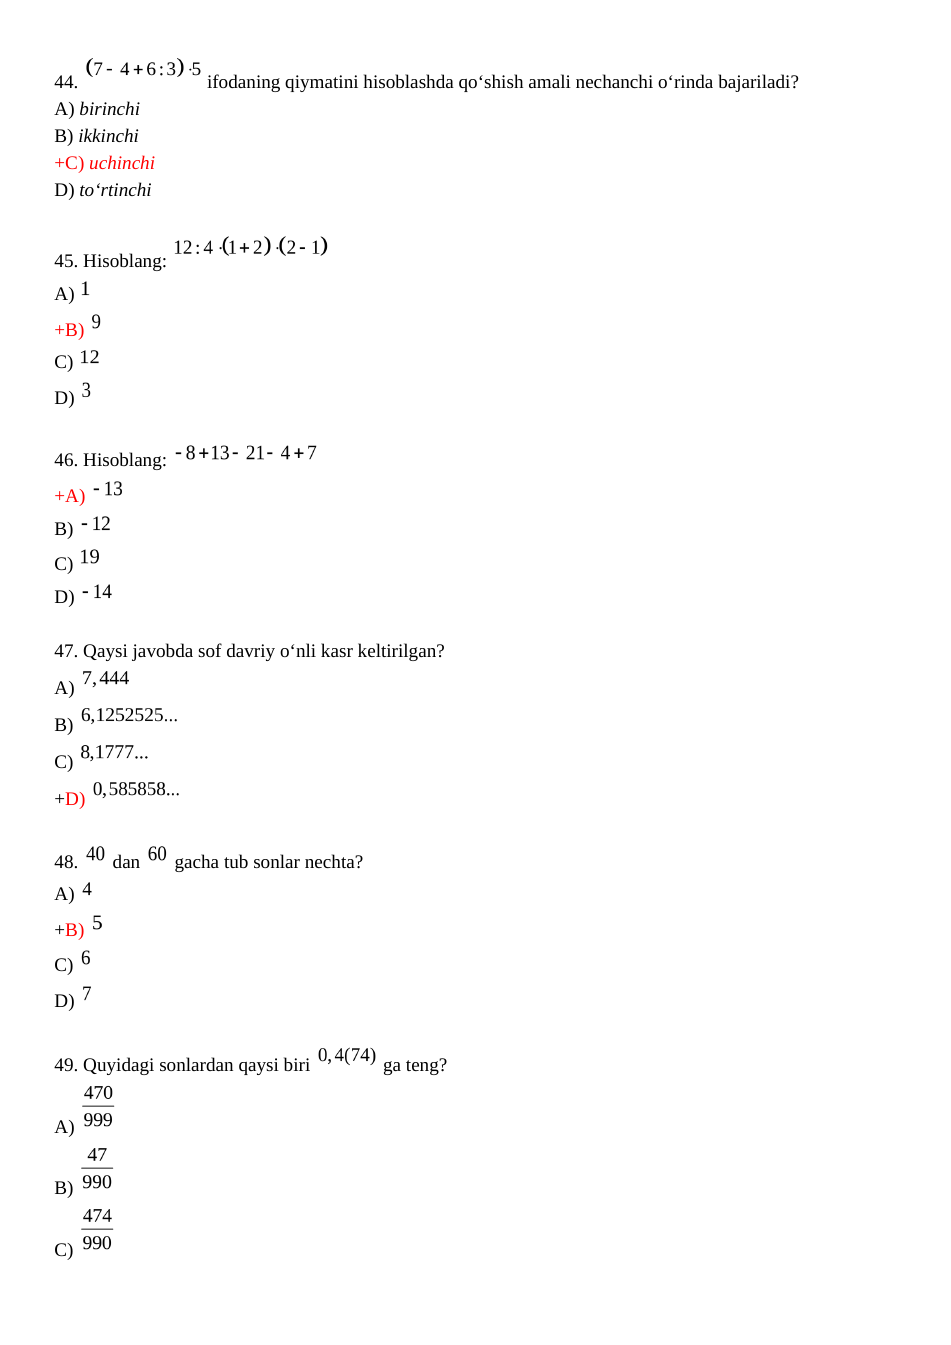 44. (7 - 4 + 6 : 3) · 5 ifodaning qiymatini hisoblashda qo‘shish amali nechanchi o‘rinda bajariladi?
A) birinchi
B) ikkinchi
+C) uchinchi
D) to‘rtinchi
45. Hisoblang: 12 : 4 · (1 + 2) · (2 - 1)
A) 1
+B) 9
C) 12
D) 3
46. Hisoblang: - 8 + 13 - 21 - 4 + 7
+A) - 13
B) - 12
C) 19
D) - 14
47. Qaysi javobda sof davriy o‘nli kasr keltirilgan?
A) 7,444
B) 6,1252525...
C) 8,1777...
+D) 0,585858...
48. 40 dan 60 gacha tub sonlar nechta?
A) 4
+B) 5
C) 6
D) 7
49. Quyidagi sonlardan qaysi biri 0,4(74) ga teng?
A) 470/999
B) 47/990
C) 474/990